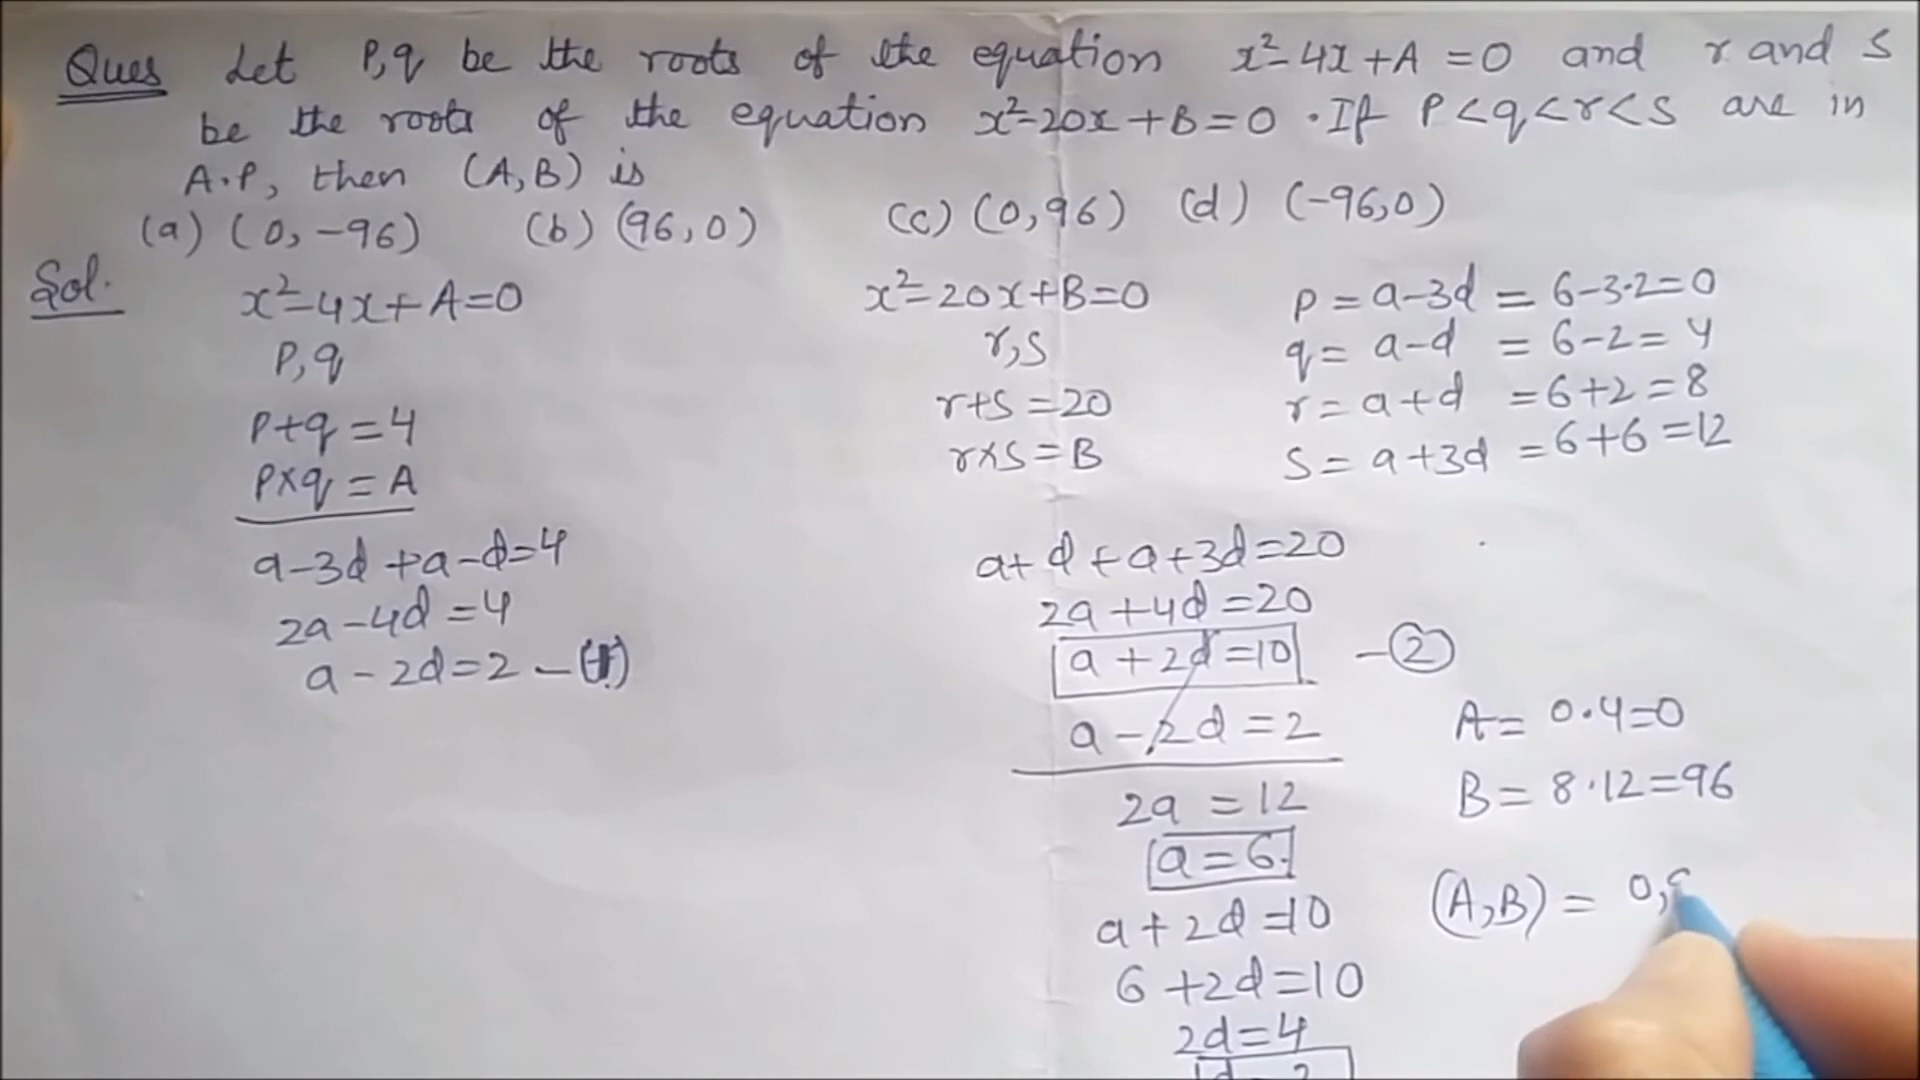 Ques Let P,q be the roots of the equation x²-4x+A=0 and r and s
be the roots of the equation x²-20x+B=0. If P<q<r<s are in
A.P, then (A,B) is
(a) (0,-96) (b) (96,0) (c) (0,96) (d) (-96,0)
Sol.
x²-4x+A=0
P,q
P+q=4
P×q=A
a-3d+a-d=4
2a-4d=4
a-2d=2 -(1)
x²-20x+B=0
r,s
r+s=20
r×s=B
P=a-3d=6-3·2=0
q=a-d=6-2=4
r=a+d=6+2=8
s=a+3d=6+6=12
a+d+a+3d=20
2a+4d=20
a+2d=10 -②
a-2d=2
2a=12
a=6.
a+2d=10
6+2d=10
2d=4
A=0·4=0
B=8·12=96
(A,B)=0,